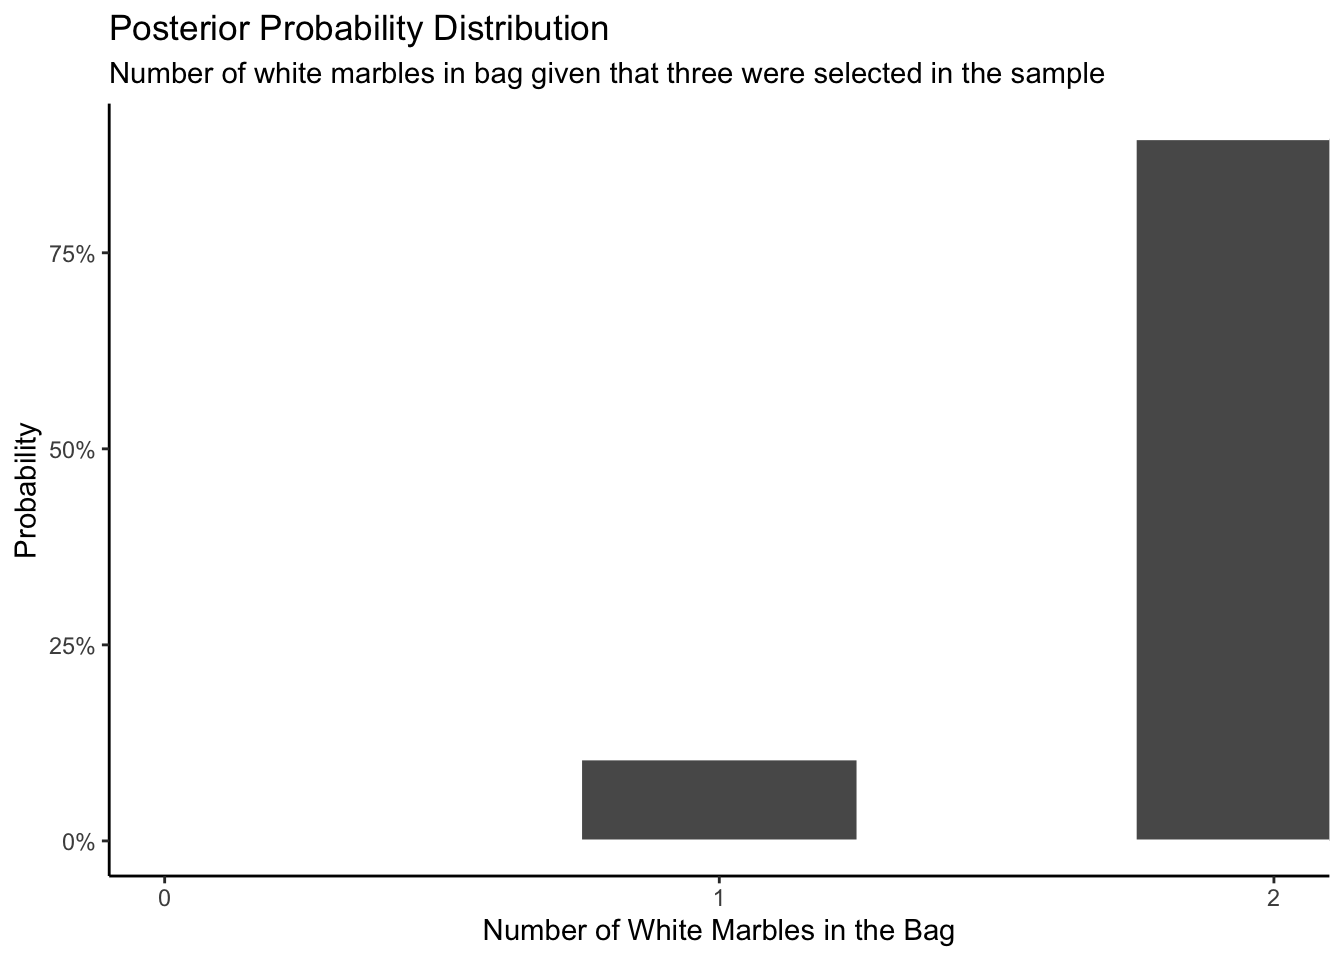 Posterior Probability Distribution
Number of white marbles in bag given that three were selected in the sample
75%
50%
25%
0%
Probability
0
1
2
Number of White Marbles in the Bag